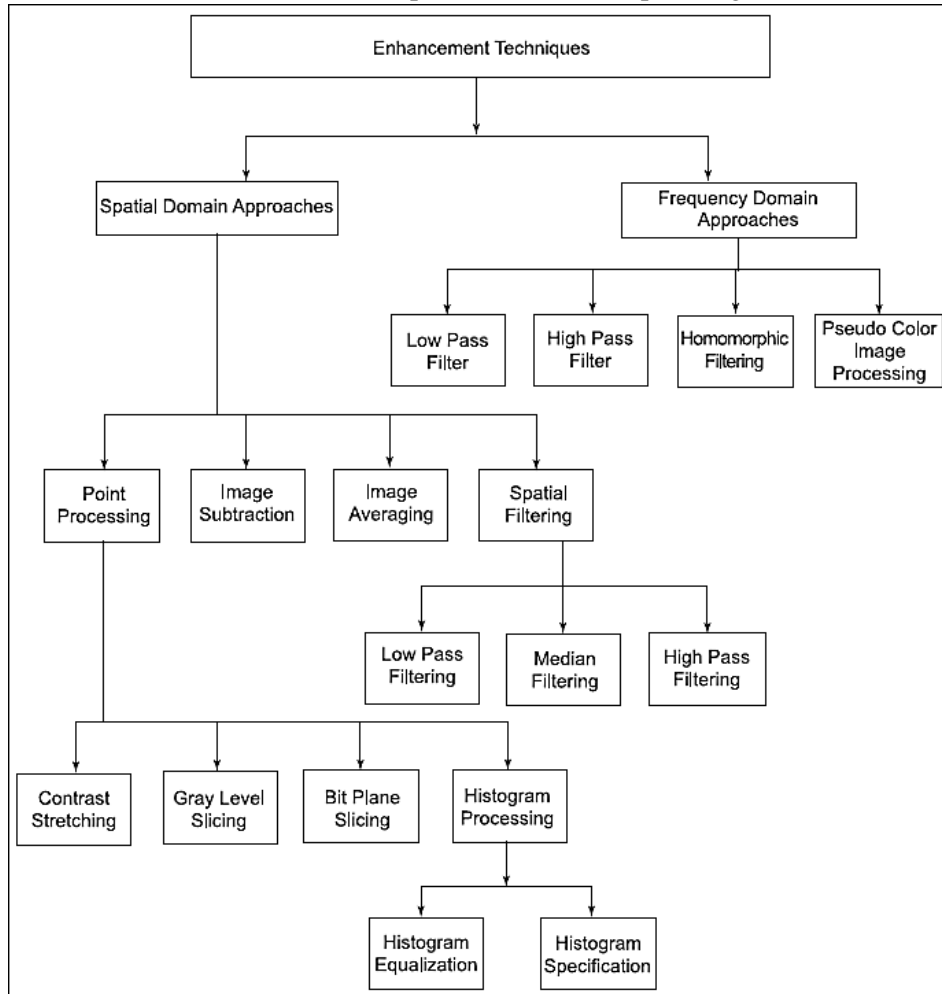 Enhancement Techniques
Spatial Domain Approaches
Frequency Domain
Approaches
Low Pass
Filter
High Pass
Filter
Homomorphic
Filtering
Pseudo Color
Image
Processing
Point
Processing
Image
Subtraction
Image
Averaging
Spatial
Filtering
Low Pass
Filtering
Median
Filtering
High Pass
Filtering
Contrast
Stretching
Gray Level
Slicing
Bit Plane
Slicing
Histogram
Processing
Histogram
Equalization
Histogram
Specification